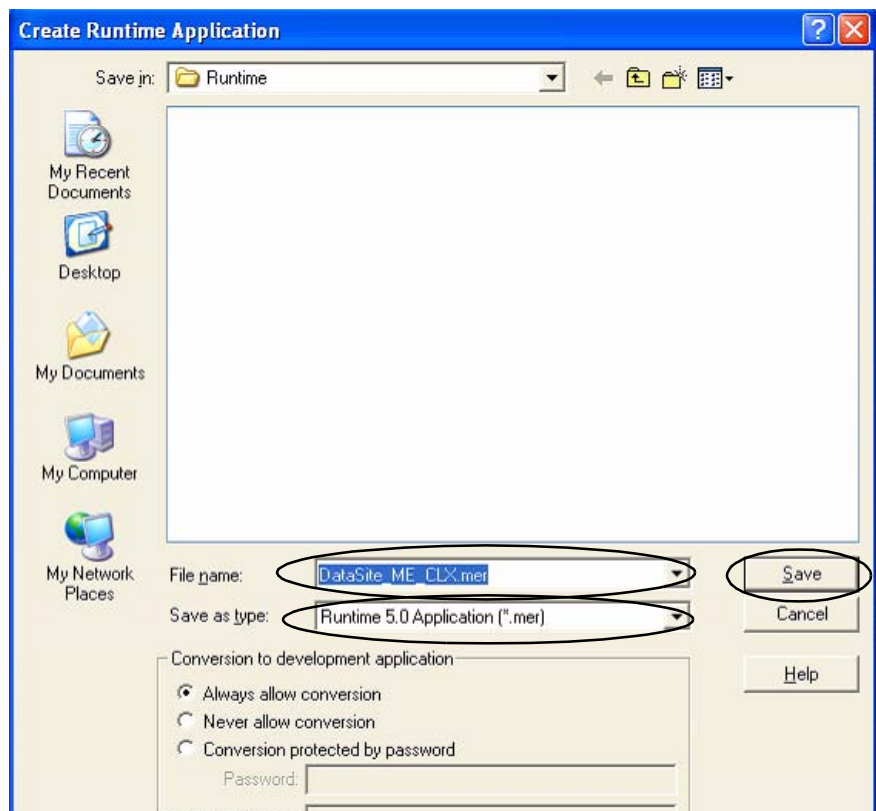 Create Runtime Application
Save in: Runtime
My Recent
Documents
Desktop
My Documents
My Computer
My Network
Places
File name: DataSite_ME_CLX.mer Save
Save as type: Runtime 5.0 Application (*.mer) Cancel
Conversion to development application
Help
Always allow conversion
Never allow conversion
Conversion protected by password
Password: